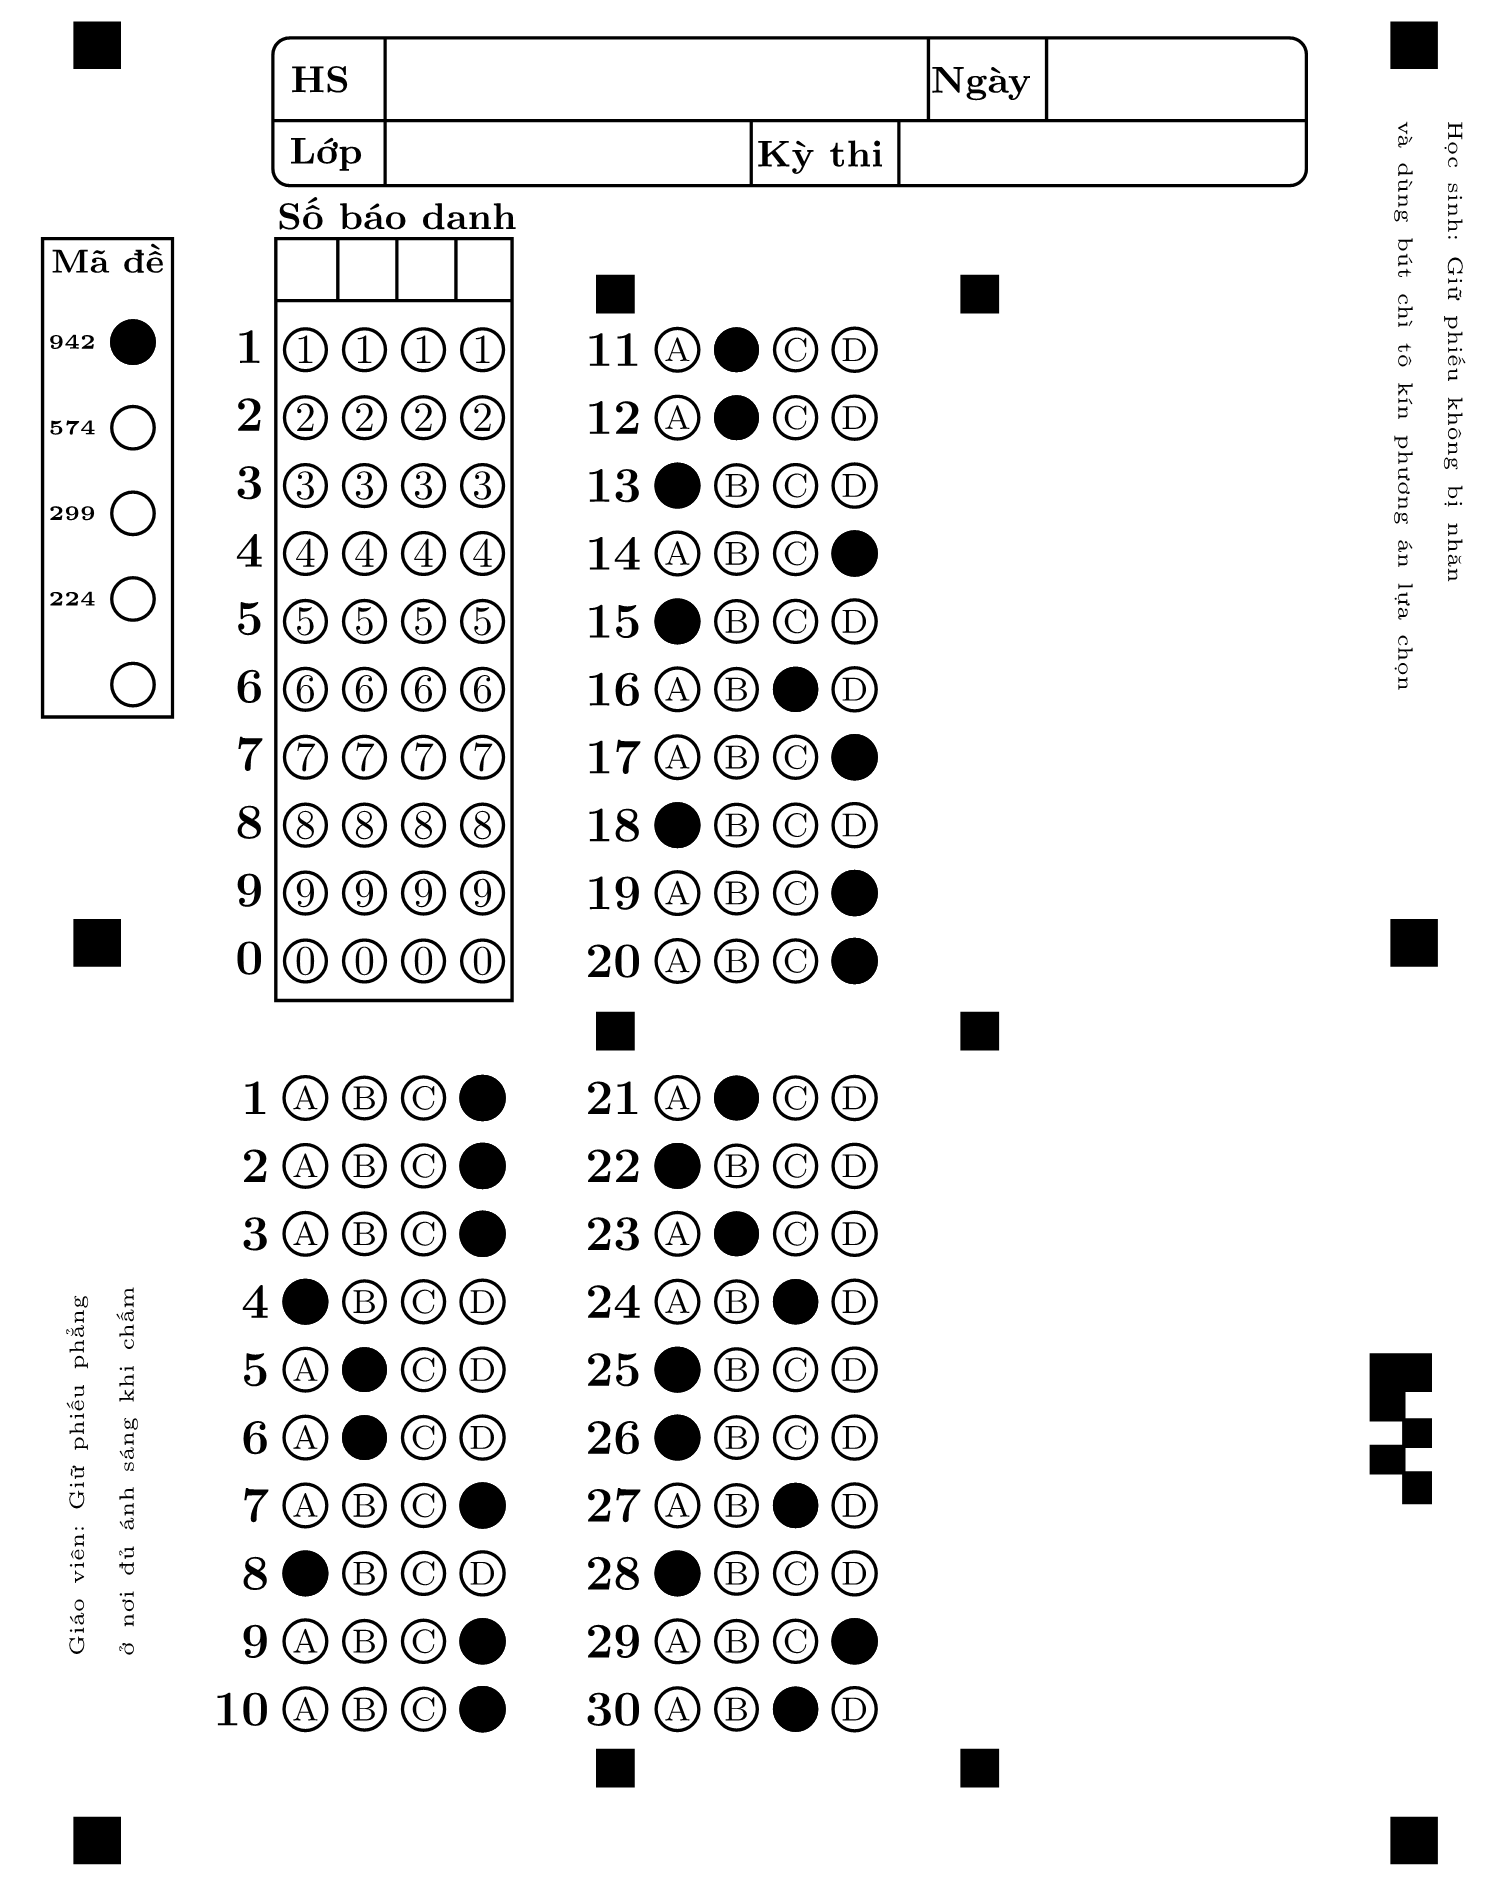 HS Ngày
Lớp Kỳ thi
Số báo danh
Mã đề
942
574
299
224
1 1 1 1 1
2 2 2 2 2
3 3 3 3 3
4 4 4 4 4
5 5 5 5 5
6 6 6 6 6
7 7 7 7 7
8 8 8 8 8
9 9 9 9 9
0 0 0 0 0
11 A C D
12 A C D
13 B C D
14 A B C
15 B C D
16 A B D
17 A B C
18 B C D
19 A B C
20 A B C
1 A B C
2 A B C
3 A B C
4 B C D
5 A C D
6 A C D
7 A B C
8 B C D
9 A B C
10 A B C
21 A C D
22 B C D
23 A C D
24 A B D
25 B C D
26 B C D
27 A B D
28 B C D
29 A B C
30 A B D
Học sinh: Giữ phiếu không bị nhăn
và dùng bút chì tô kín phương án lựa chọn
Giáo viên: Giữ phiếu phẳng
ở nơi đủ ánh sáng khi chấm